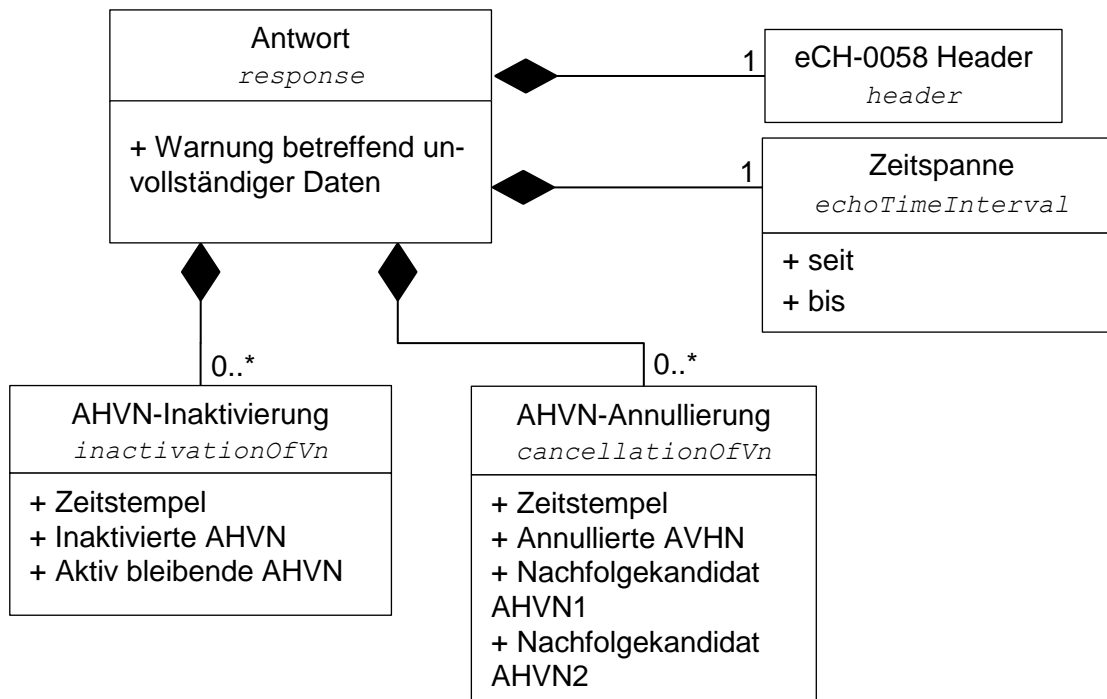 Antwort
response
+ Warnung betreffend un-
vollständiger Daten
1
eCH-0058 Header
header
1
Zeitspanne
echoTimeInterval
+ seit
+ bis
0..*
AHVN-Inaktivierung
inactivationOfVn
+ Zeitstempel
+ Inaktivierte AHVN
+ Aktiv bleibende AHVN
0..*
AHVN-Annullierung
cancellationOfVn
+ Zeitstempel
+ Annullierte AVHN
+ Nachfolgekandidat
AHVN1
+ Nachfolgekandidat
AHVN2